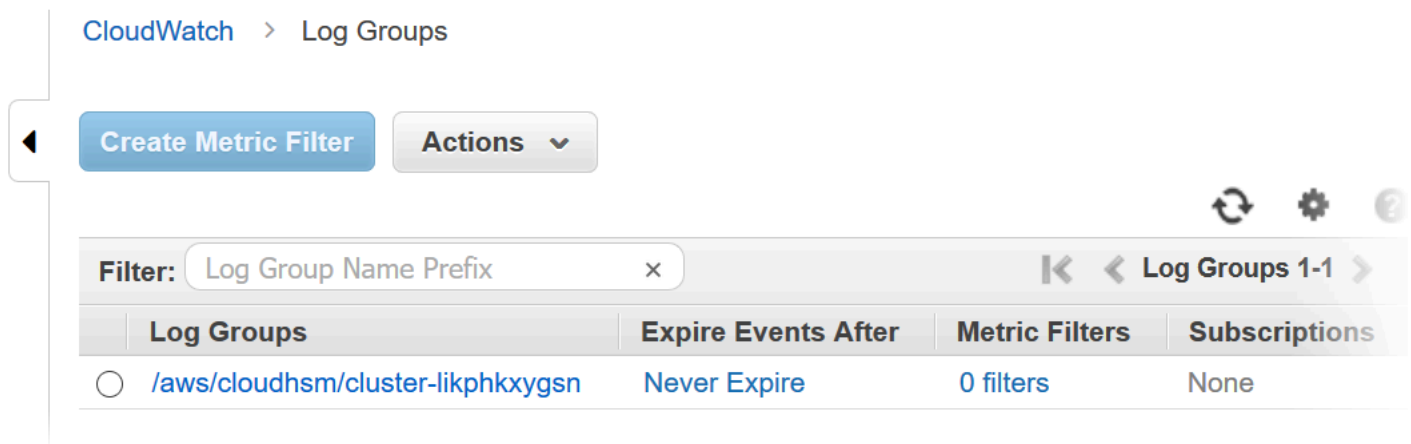 CloudWatch > Log Groups
Create Metric Filter Actions
Filter: Log Group Name Prefix × Log Groups 1-1
Log Groups Expire Events After Metric Filters Subscriptions
/aws/cloudhsm/cluster-likphkxygsn Never Expire 0 filters None